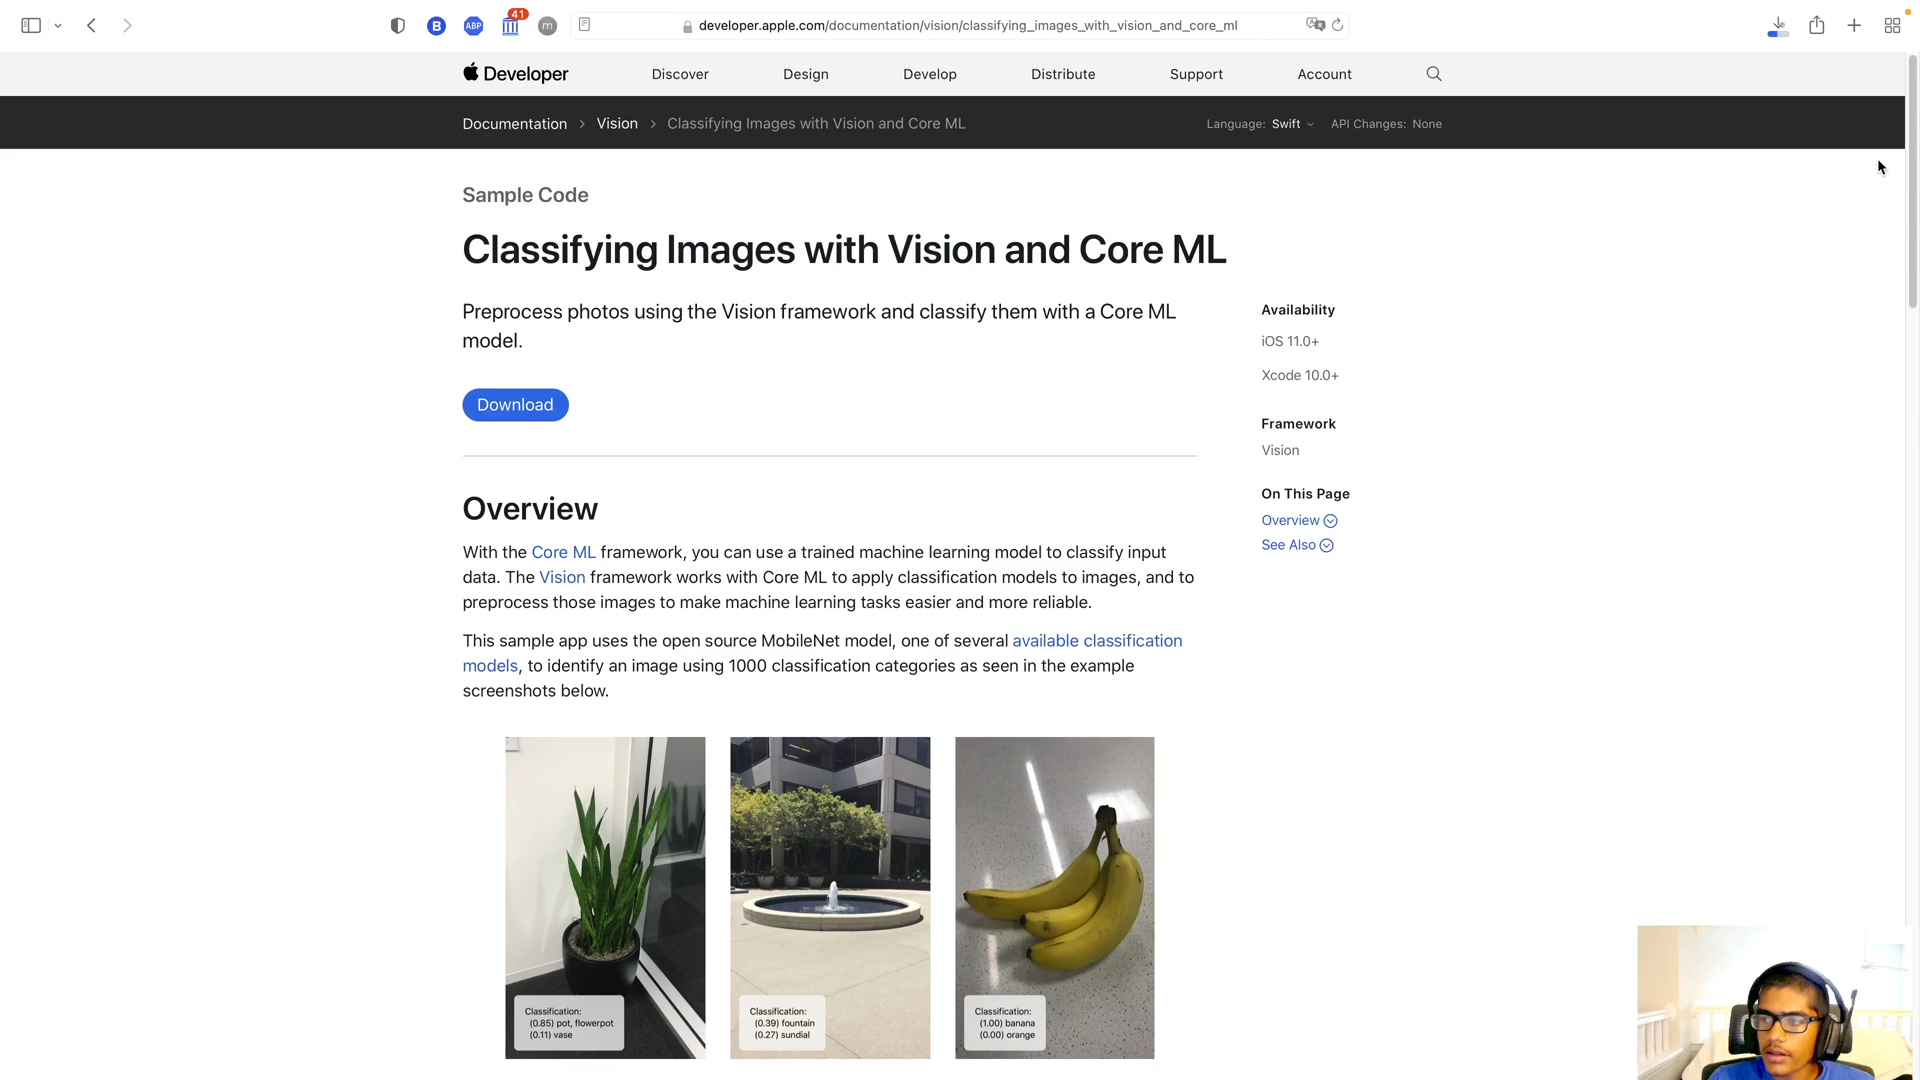 B
ABP
41
m
developer.apple.com/documentation/vision/classifying_images_with_vision_and_core_ml
Developer
Discover
Design
Develop
Distribute
Support
Account
Documentation > Vision > Classifying Images with Vision and Core ML
Language: Swift
API Changes: None
Sample Code
Classifying Images with Vision and Core ML
Preprocess photos using the Vision framework and classify them with a Core ML
model.
Download
Availability
iOS 11.0+
Xcode 10.0+
Framework
Vision
On This Page
Overview
See Also
Overview
With the Core ML framework, you can use a trained machine learning model to classify input
data. The Vision framework works with Core ML to apply classification models to images, and to
preprocess those images to make machine learning tasks easier and more reliable.
This sample app uses the open source MobileNet model, one of several available classification
models, to identify an image using 1000 classification categories as seen in the example
screenshots below.
Classification:
(0.85) pot, flowerpot
(0.11) vase
Classification:
(0.39) fountain
(0.27) sundial
Classification:
(1.00) banana
(0.00) orange